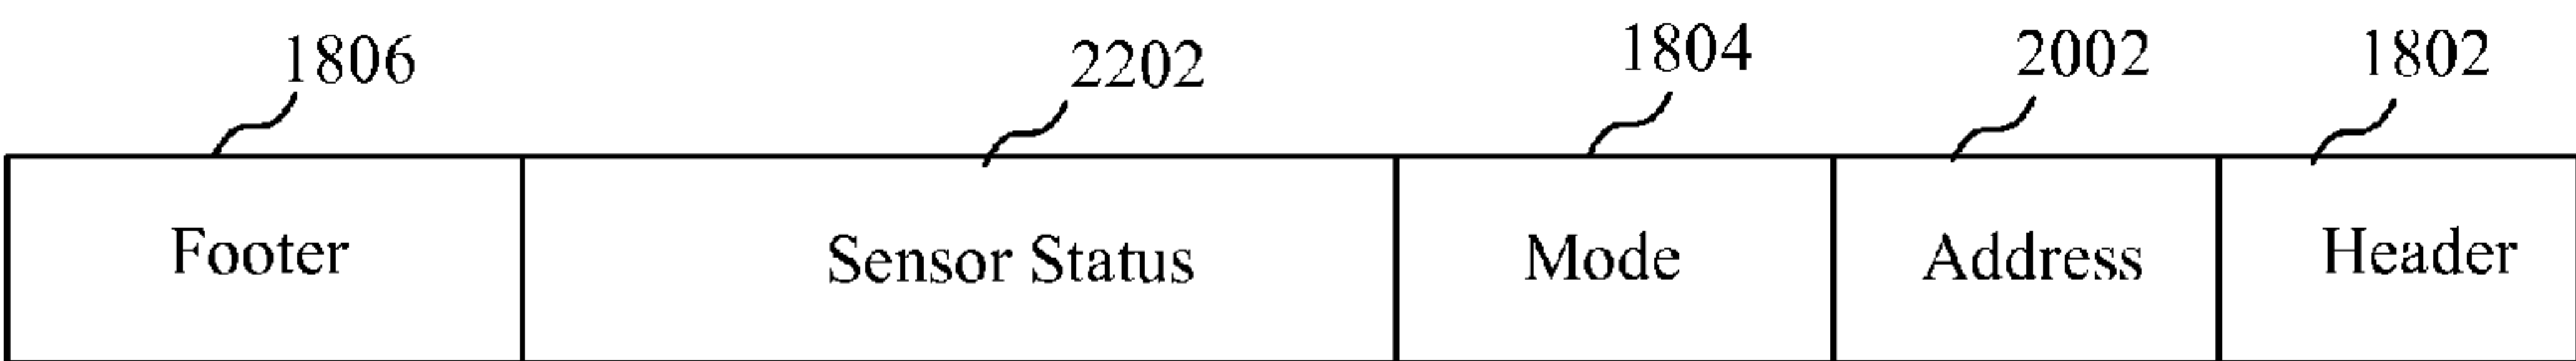 1806 2202 1804 2002 1802
Footer Sensor Status Mode Address Header